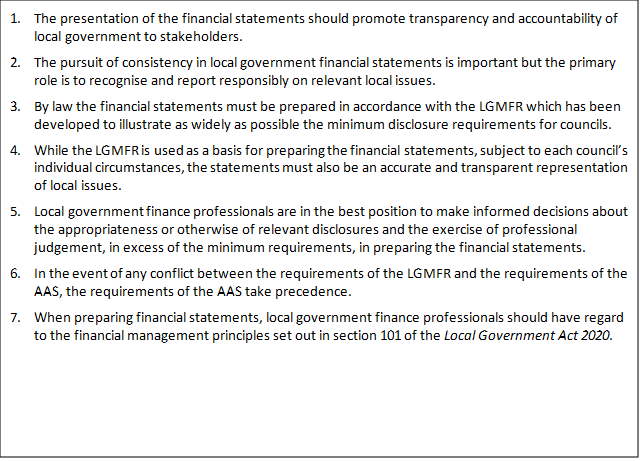 1. The presentation of the financial statements should promote transparency and accountability of
local government to stakeholders.
2. The pursuit of consistency in local government financial statements is important but the primary
role is to recognise and report responsibly on relevant local issues.
3. By law the financial statements must be prepared in accordance with the LGMFR which has been
developed to illustrate as widely as possible the minimum disclosure requirements for councils.
4. While the LGMFR is used as a basis for preparing the financial statements, subject to each council’s
individual circumstances, the statements must also be an accurate and transparent representation
of local issues.
5. Local government finance professionals are in the best position to make informed decisions about
the appropriateness or otherwise of relevant disclosures and the exercise of professional
judgement, in excess of the minimum requirements, in preparing the financial statements.
6. In the event of any conflict between the requirements of the LGMFR and the requirements of the
AAS, the requirements of the AAS take precedence.
7. When preparing financial statements, local government finance professionals should have regard
to the financial management principles set out in section 101 of the Local Government Act 2020.